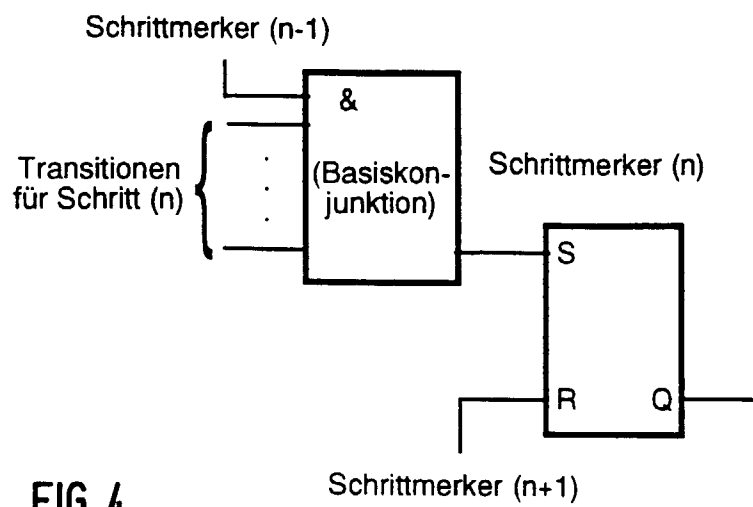 Schrittmerker (n-1)
&
Transitionen
für Schritt (n)
(Basiskon-
junktion)
Schrittmerker (n)
S
R Q
Schrittmerker (n+1)
FIG. 4